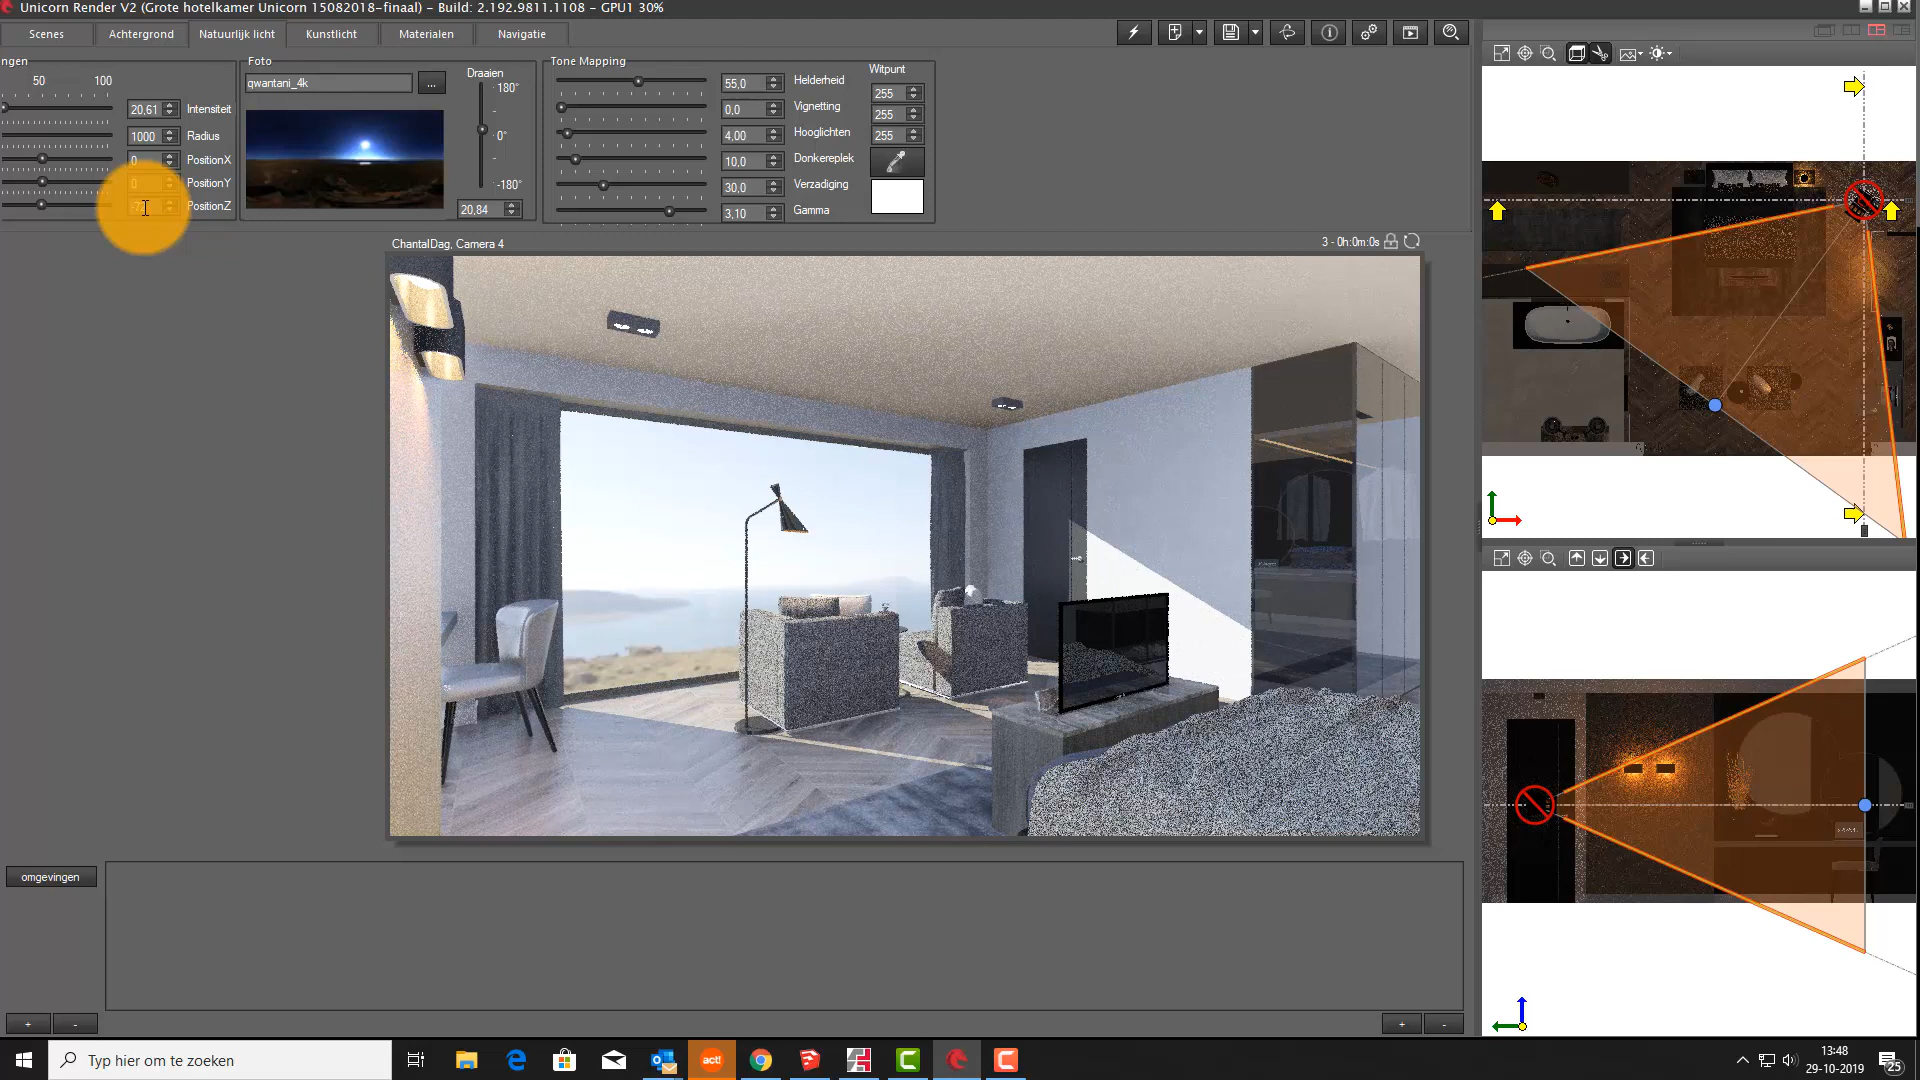 Unicorn Render V2 (Grote hotelkamer Unicorn 15082018-finaal) - Build: 2.192.9811.1108 - GPU1 30%
Scenes Achtergrond Natuurlijk licht Kunstlicht Materialen Navigatie
ngen Foto Draaien Tone Mapping Witpunt
50 100
qwantani_4k ...
180°
0°
-180°
20,84
20,61 Intensiteit
1000 Radius
0 PositionX
0 PositionY
PositionZ
55,0 Helderheid
0,0 Vignetting
4,00 Hooglichten
10,0 Donkereplek
30,0 Verzadiging
3,10 Gamma
255
255
255
ChantalDag, Camera 4
3 - 0h:0m:0s
omgevingen
+ -
+ -
Typ hier om te zoeken
act!
13:48
29-10-2019
25